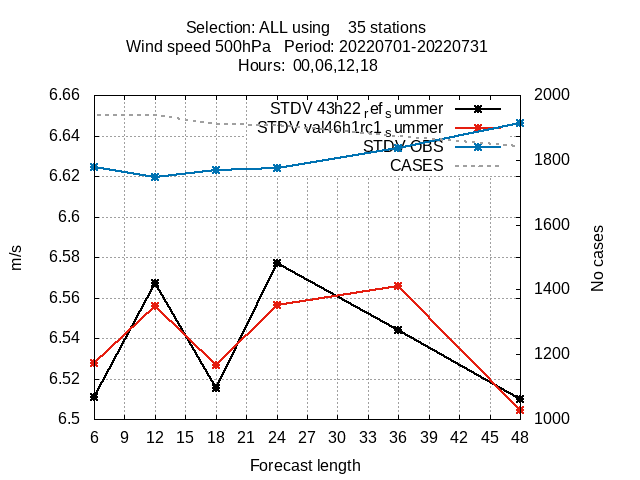 Selection: ALL using 35 stations
Wind speed 500hPa Period: 20220701-20220731
Hours: 00,06,12,18
STDV 43h22ref summer
STDV val46h1rc1summer
STDV OBS
CASES
6.66
6.64
6.62
6.6
6.58
6.56
6.54
6.52
6.5
m/s
2000
1800
1600
1400
1200
1000
No cases
6 9 12 15 18 21 24 27 30 33 36 39 42 45 48
Forecast length